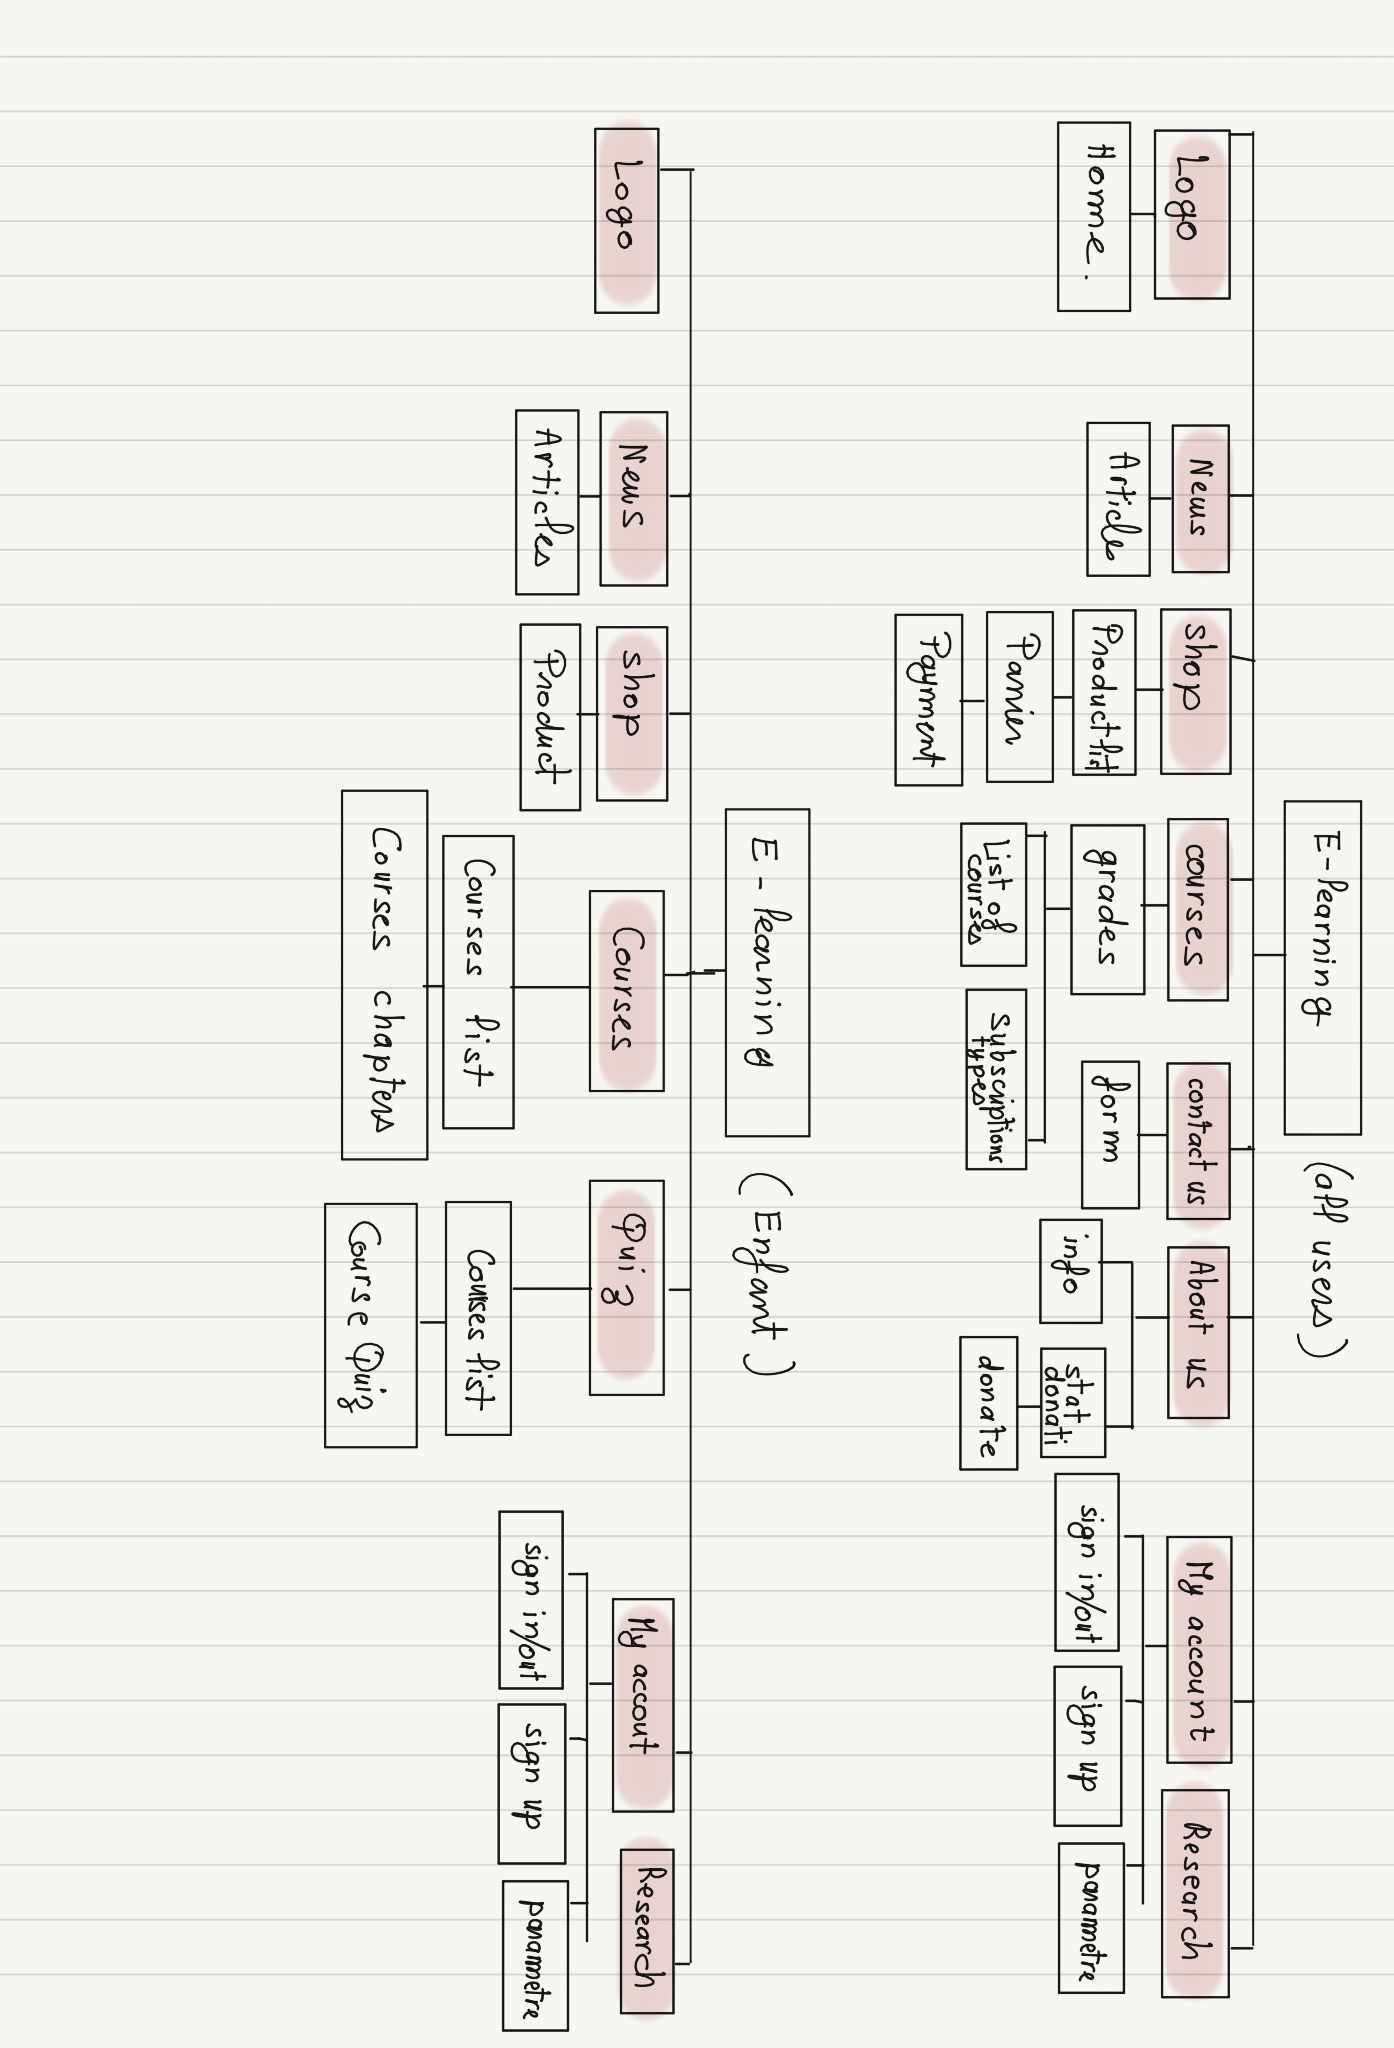 E-learning (all users)
Logo News shop courses contact us About us My account Research
Home. Articles Product list grades form info stat donati sign in/out sign up parametre
Panier List of courses Subscriptions types donate
Payment
E-learning (Enfant)
Logo News shop Courses Quiz My accout Research
Articles Product sign in/out sign up parametre
Courses list Courses list
Courses chapters Course Quiz